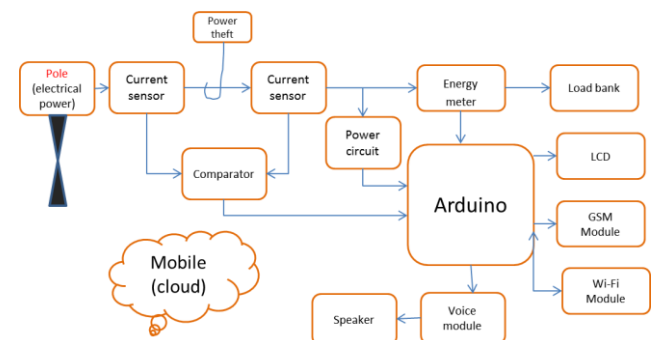 Power
theft
Pole
(electrical
power)
Current
sensor
Current
sensor
Energy
meter
Load bank
Power
circuit
LCD
Comparator
Arduino
GSM
Module
Mobile
(cloud)
Wi-Fi
Module
Speaker
Voice
module